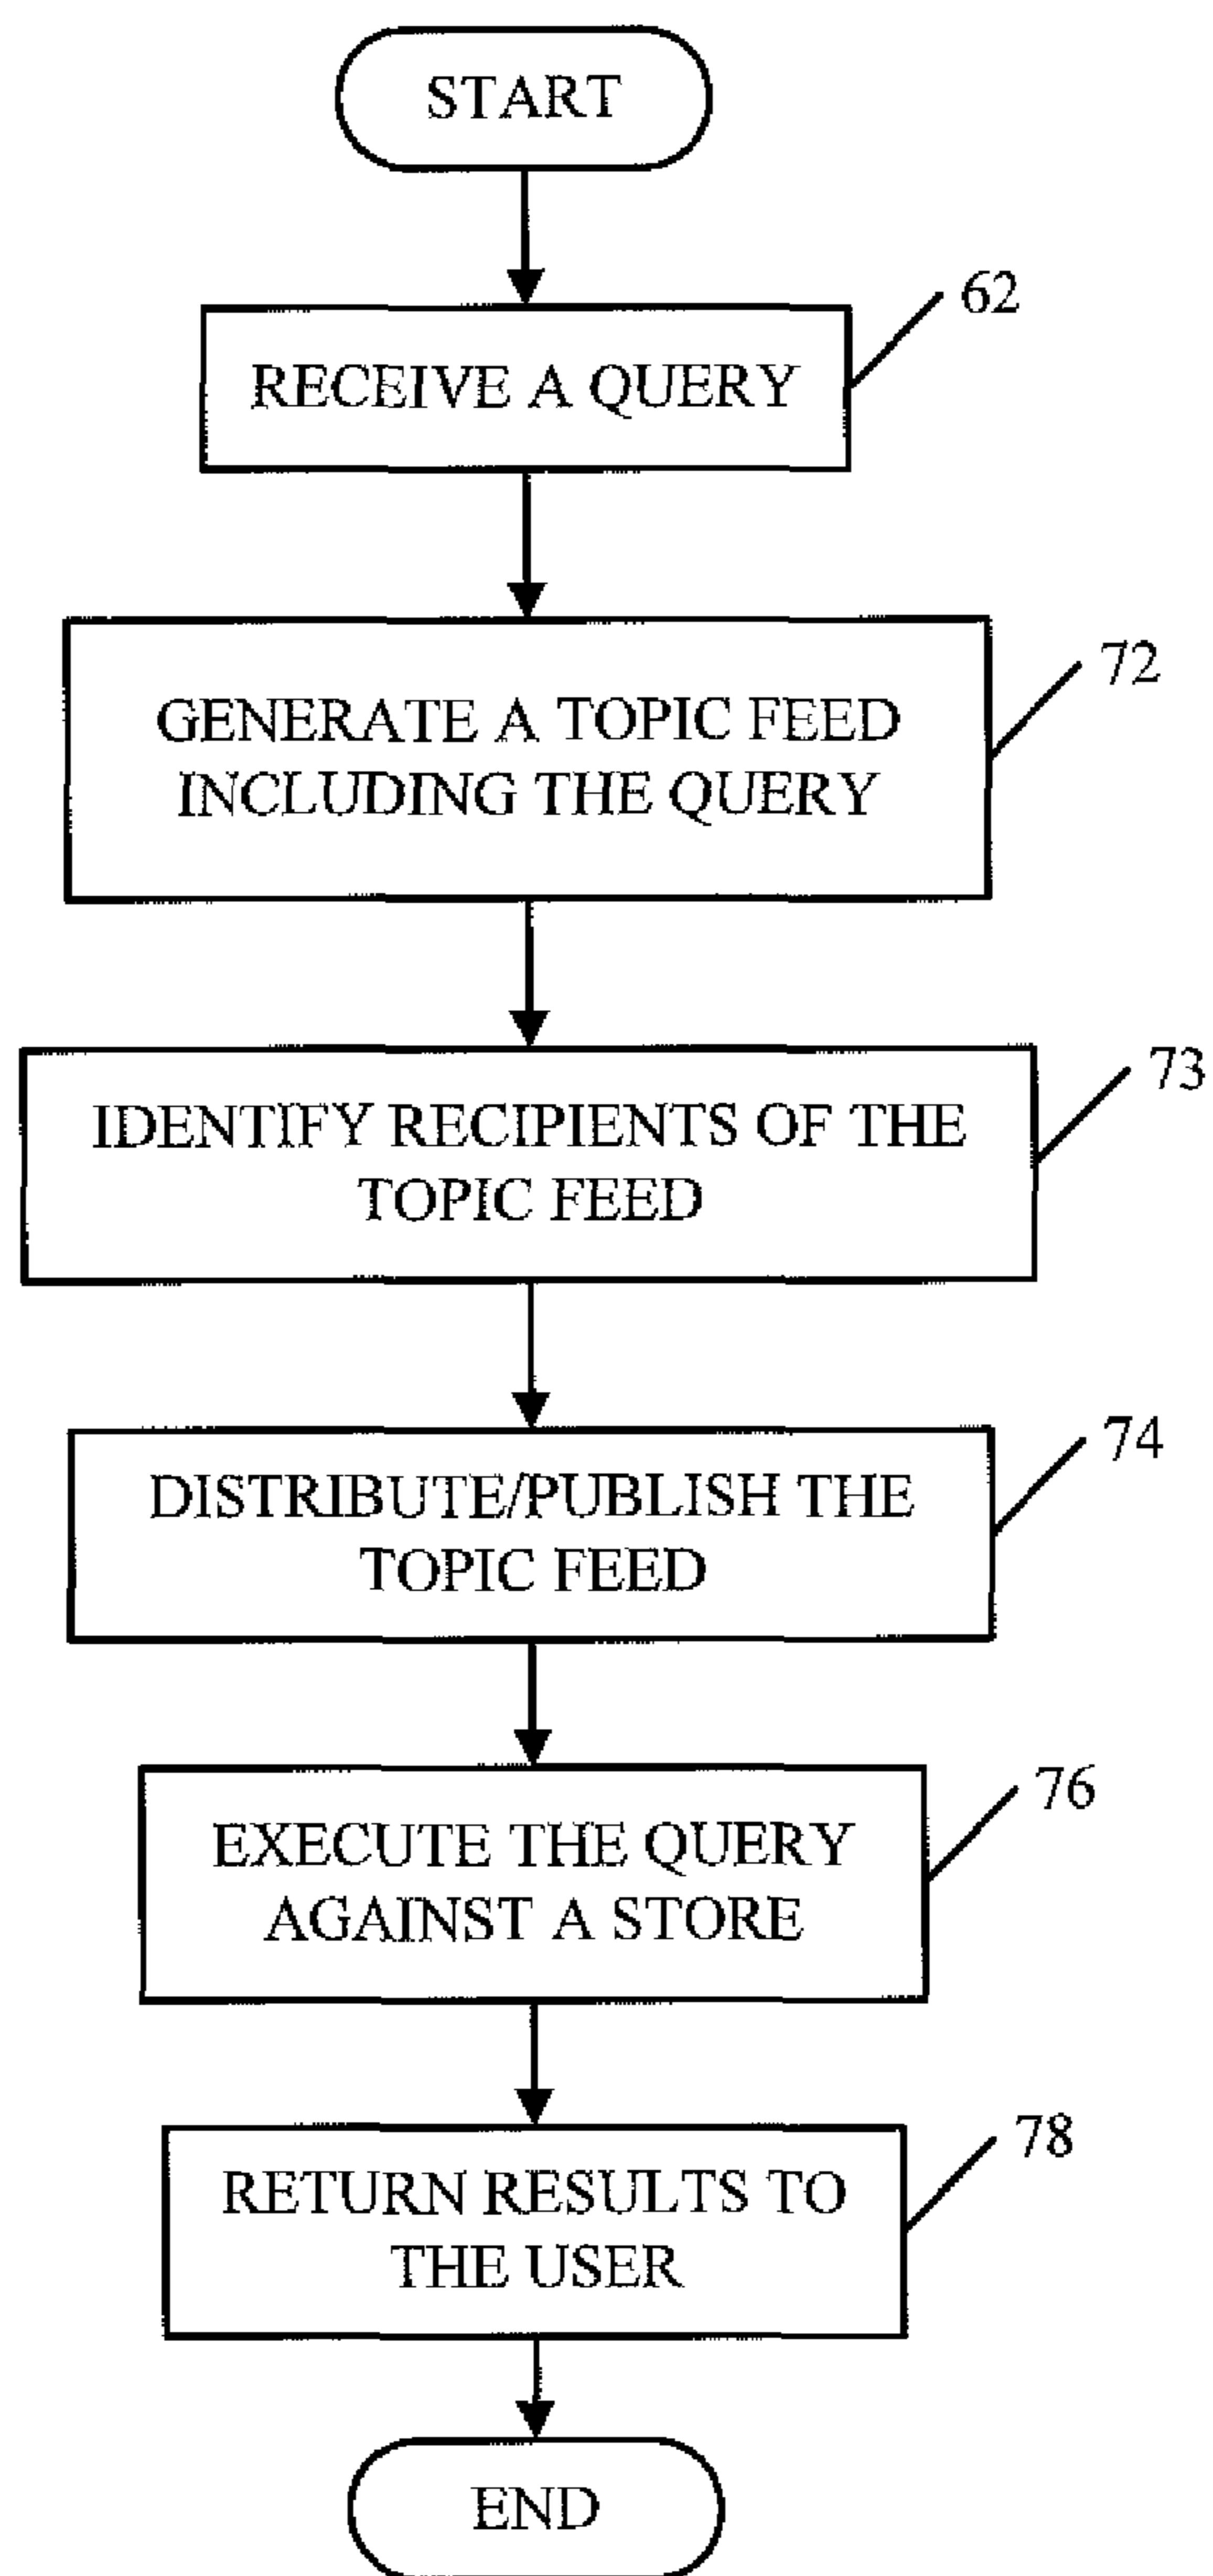 START
62
RECEIVE A QUERY
72
GENERATE A TOPIC FEED
INCLUDING THE QUERY
73
IDENTIFY RECIPIENTS OF THE
TOPIC FEED
74
DISTRIBUTE/PUBLISH THE
TOPIC FEED
76
EXECUTE THE QUERY
AGAINST A STORE
78
RETURN RESULTS TO
THE USER
END